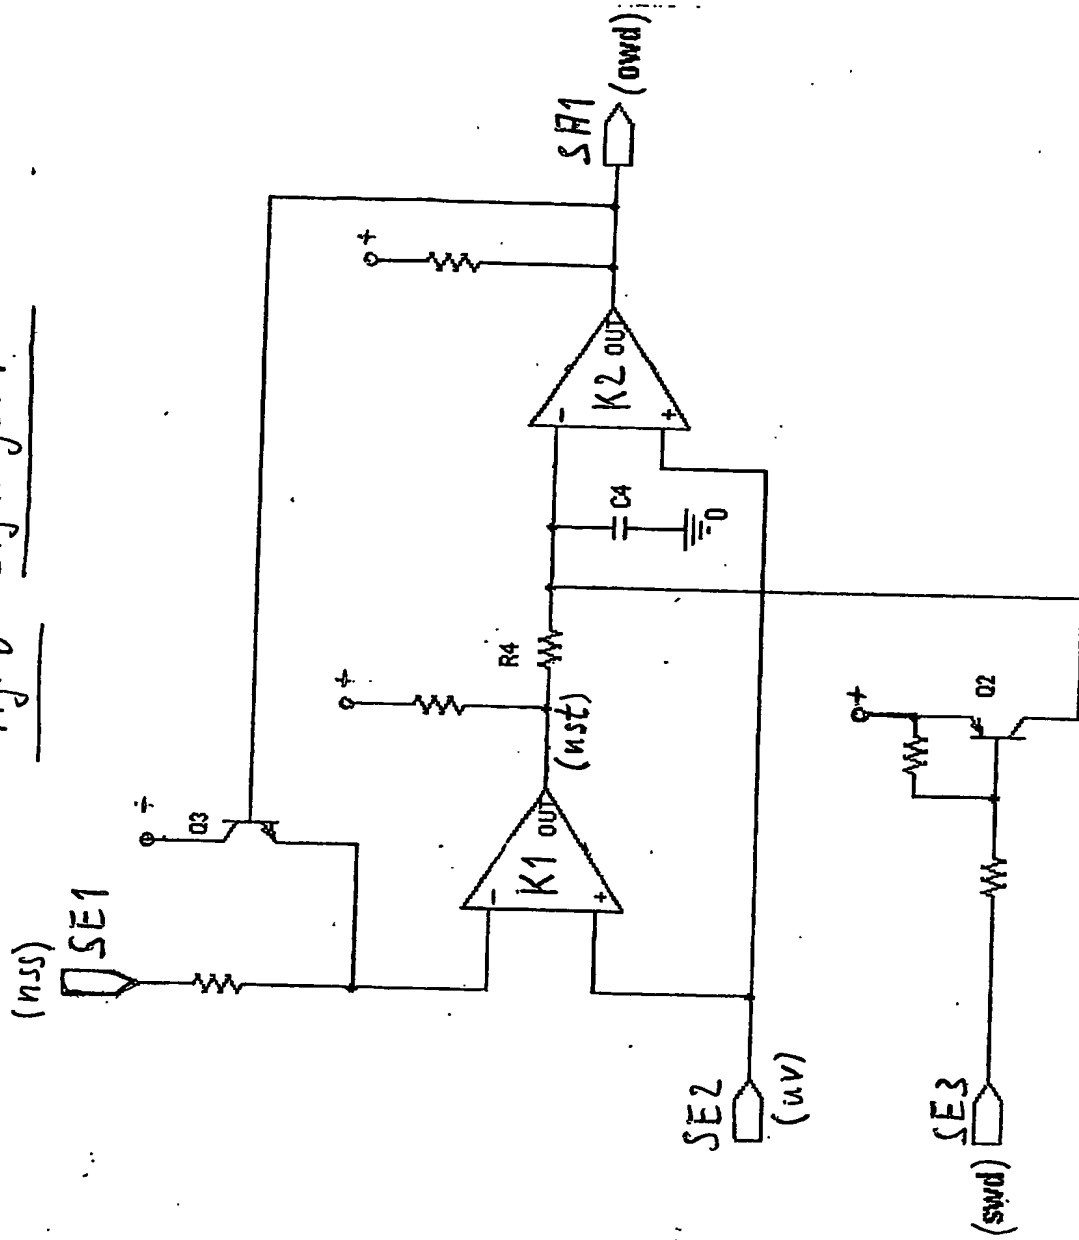 (nss)
SE1
+
Q3
+
+
SA1
(owd)
K1
-
+
OUT
(nst)
R4
C4
0
K2
-
+
OUT
SE2
(uv)
+
Q2
SE3
(swd)